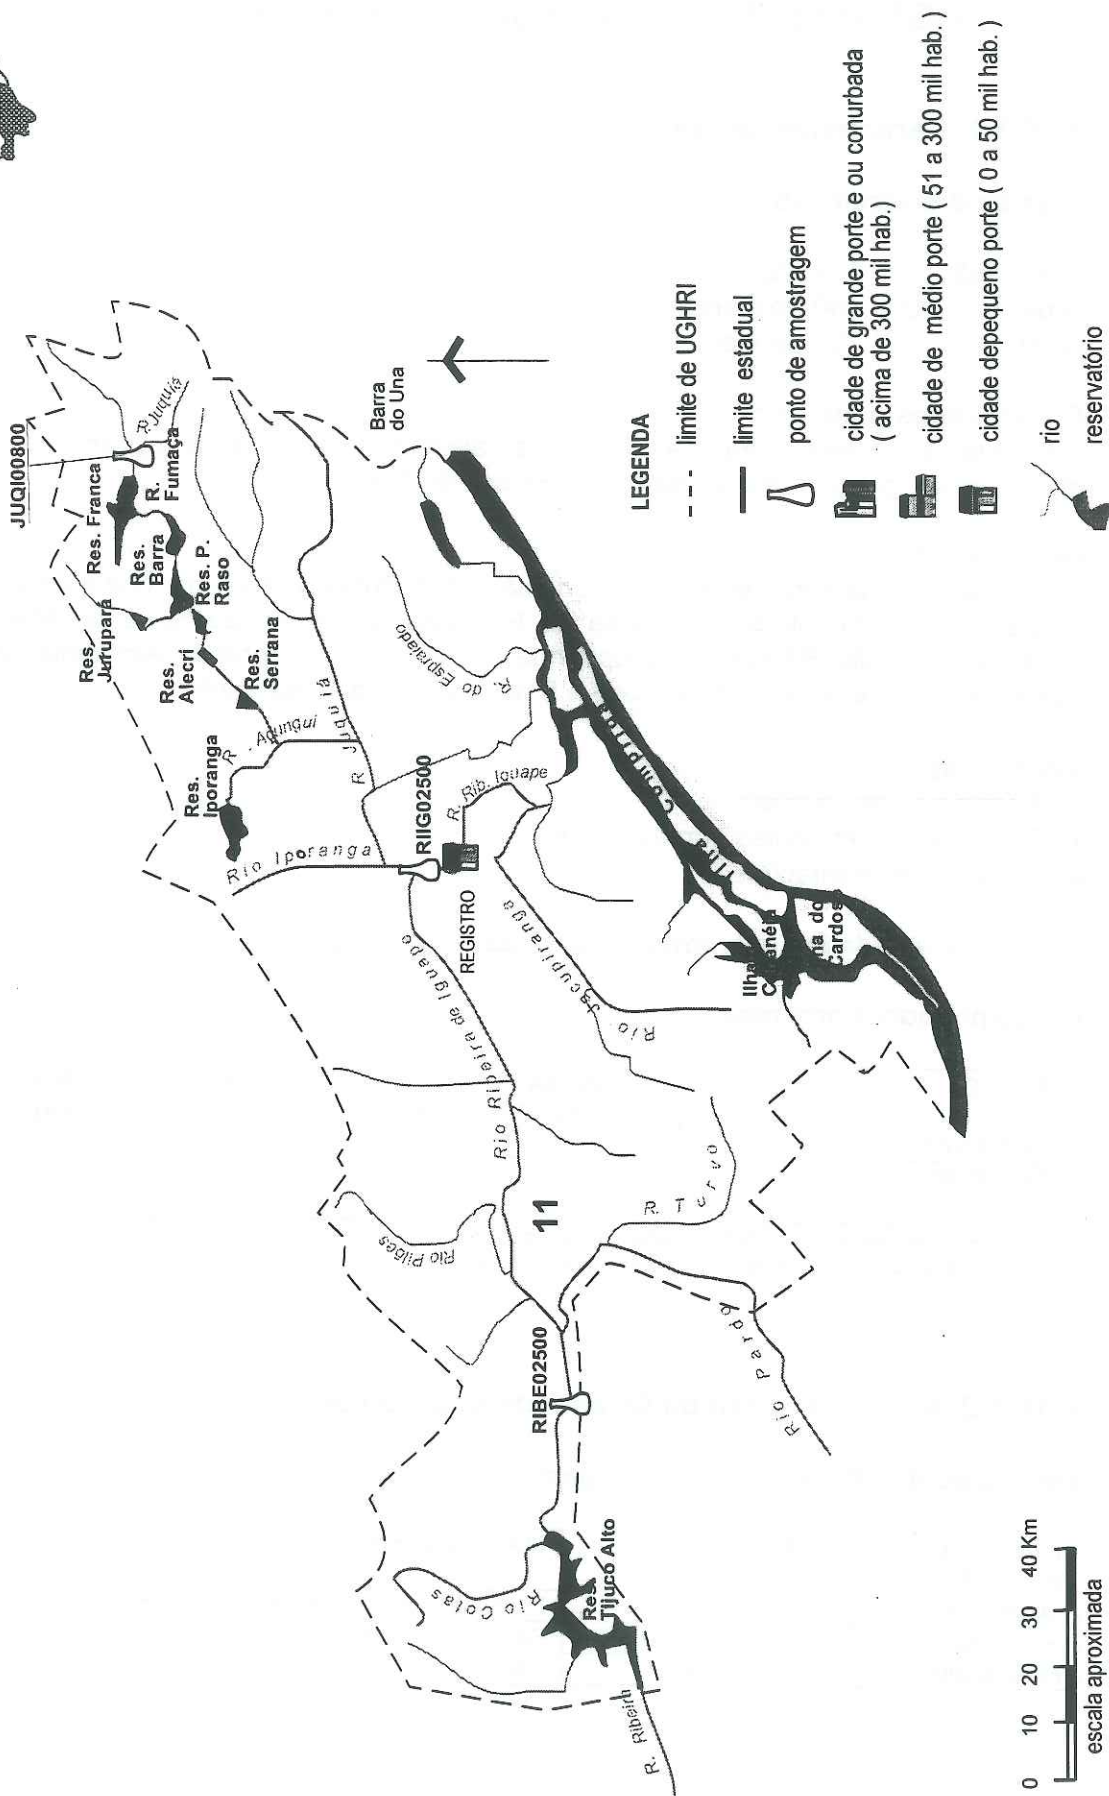 JUQI00800
R. Juquiá
Res. Franca
R.
Fumaça
Res.
Barra
Res. P.
Raso
Res.
Jurupará
Res.
Alecri
Res.
Serrana
R. Açungui
Res.
Iporanga
Rio Iporanga
R. Juquiá
Barra
do Una
R. do Espraiado
RIIG02500
R. Rib. Iguape
REGISTRO
Rio Ribeira de Iguape
Rio Jacupiranga
Ilha Comprida
Ilha
Cardoso
Rio Pilões
11
R. Turvo
RIBE02500
Rio Pardo
Rio Cotas
Res.
Tijuco Alto
R. Ribeira
LEGENDA
limite de UGHRI
limite estadual
ponto de amostragem
cidade de grande porte e ou conurbada
( acima de 300 mil hab.)
cidade de médio porte ( 51 a 300 mil hab. )
cidade depequeno porte ( 0 a 50 mil hab. )
rio
reservatório
0 10 20 30 40 Km
escala aproximada